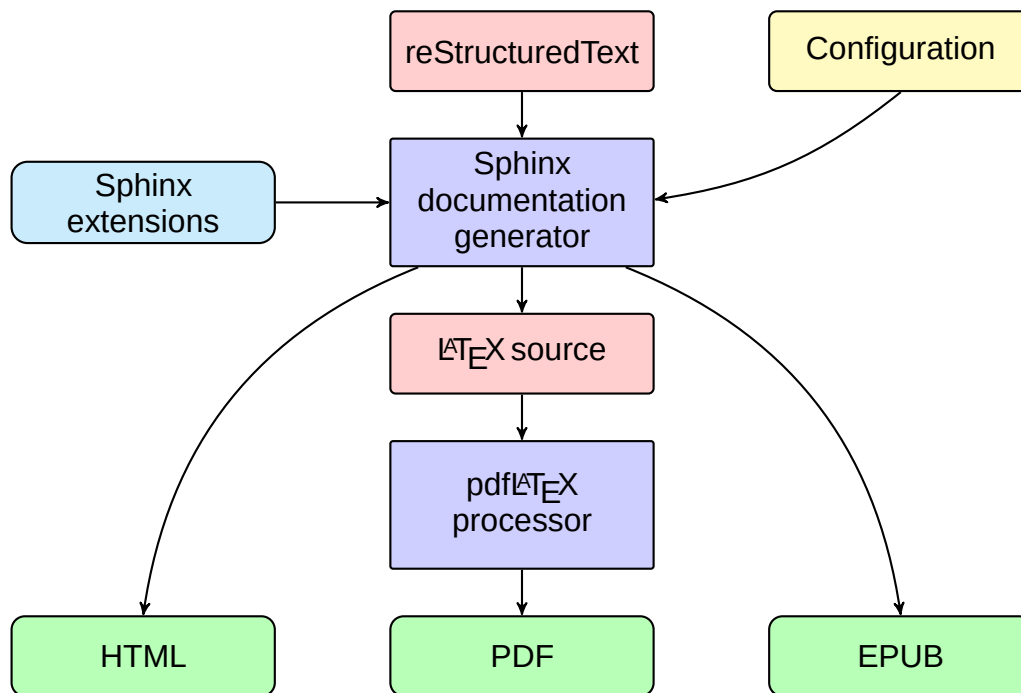 reStructuredText
Configuration
Sphinx
extensions
Sphinx
documentation
generator
LATEX source
pdfLATEX
processor
HTML
PDF
EPUB